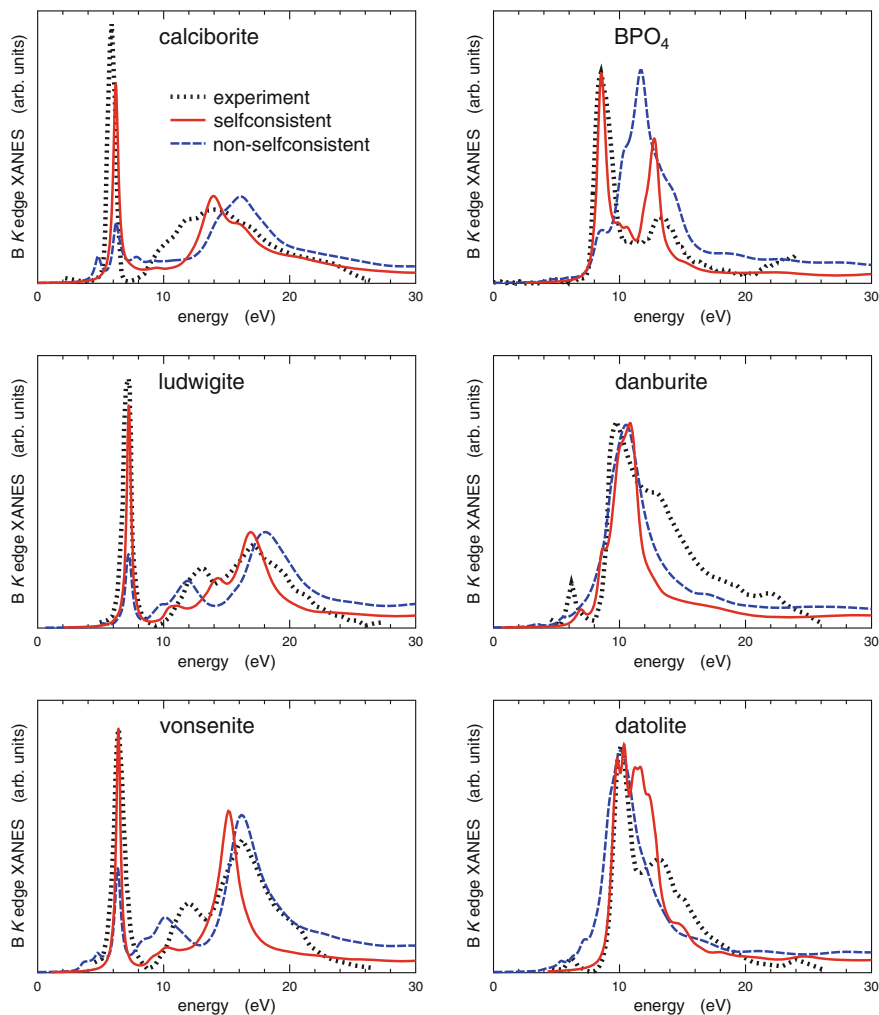 calciborite
experiment
selfconsistent
non-selfconsistent
B K edge XANES (arb. units)
0 10 20 30
energy (eV)
BPO₄
B K edge XANES (arb. units)
0 10 20 30
energy (eV)
ludwigite
B K edge XANES (arb. units)
0 10 20 30
energy (eV)
danburite
B K edge XANES (arb. units)
0 10 20 30
energy (eV)
vonsenite
B K edge XANES (arb. units)
0 10 20 30
energy (eV)
datolite
B K edge XANES (arb. units)
0 10 20 30
energy (eV)